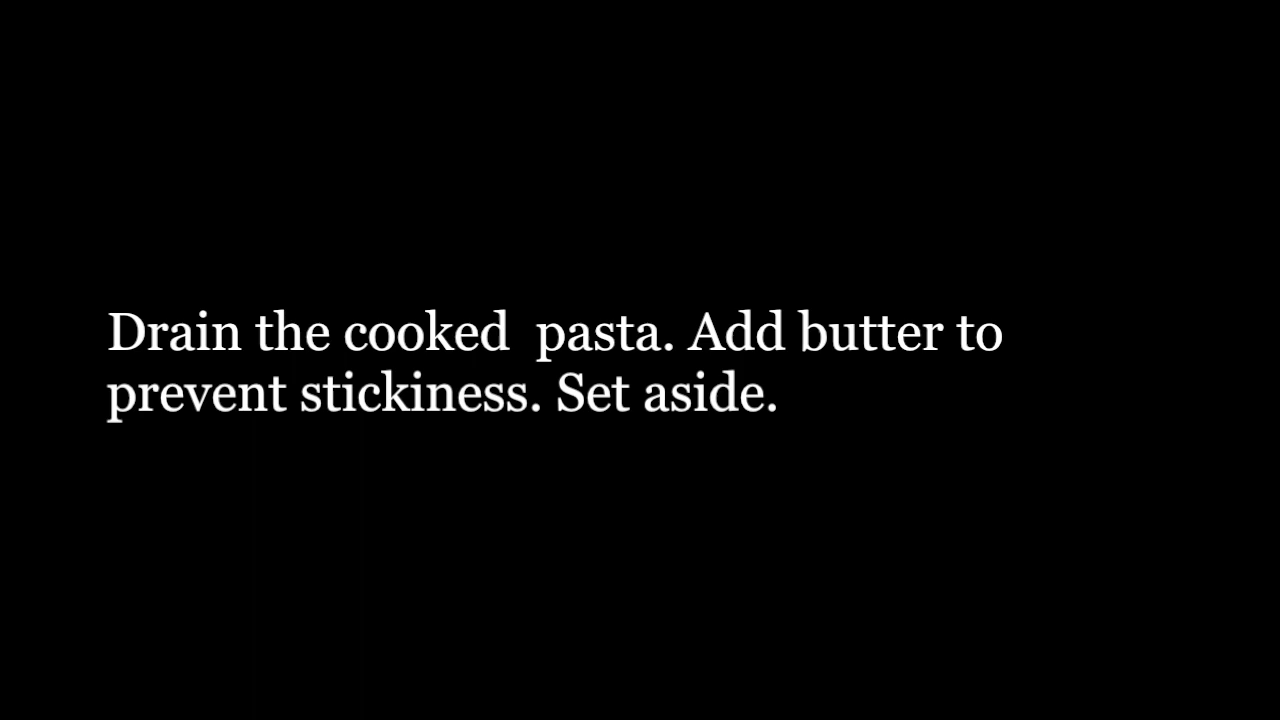 Drain the cooked  pasta. Add butter to
prevent stickiness. Set aside.